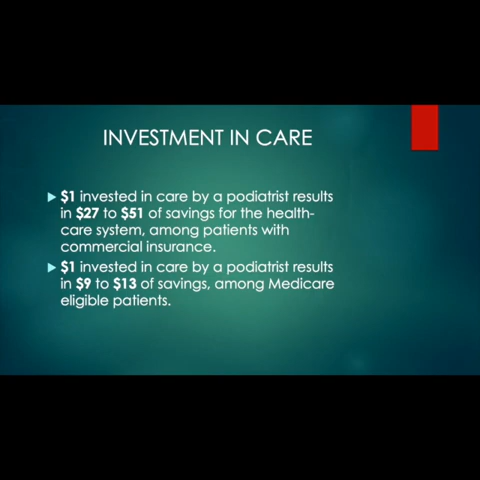 INVESTMENT IN CARE
$1 invested in care by a podiatrist results
in $27 to $51 of savings for the health-
care system, among patients with
commercial insurance.
$1 invested in care by a podiatrist results
in $9 to $13 of savings, among Medicare
eligible patients.